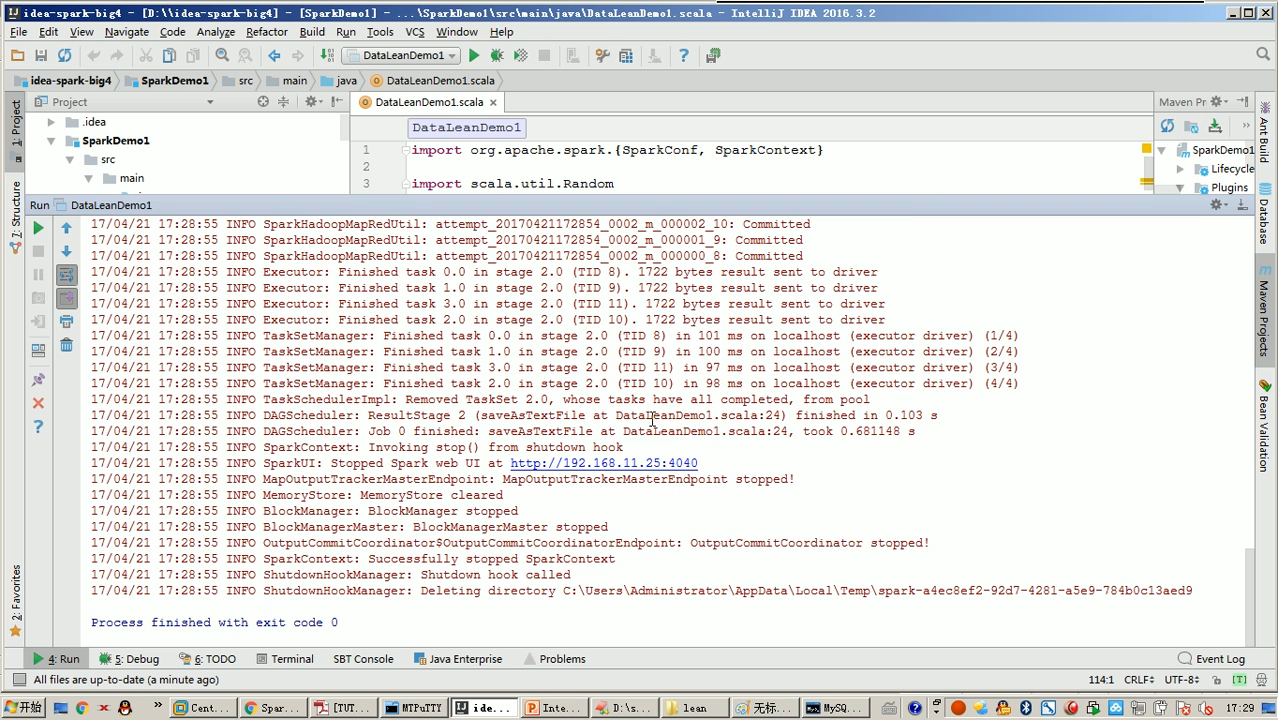 idea-spark-big4 - [D:\\idea-spark-big4] - [SparkDemo1] - ...\SparkDemo1\src\main\java\DataLeanDemo1.scala - IntelliJ IDEA 2016.3.2
File Edit View Navigate Code Analyze Refactor Build Run Tools VCS Window Help
DataLeanDemo1
idea-spark-big4 SparkDemo1 src main java DataLeanDemo1.scala
Project DataLeanDemo1.scala Maven Pr
.idea
SparkDemo1
src
main
DataLeanDemo1
1 import org.apache.spark.{SparkConf, SparkContext}
2
3 import scala.util.Random
SparkDemo1
Lifecycle
Plugins
1: Project
7: Structure
2: Favorites
Ant Build
Database
Maven Projects
Bean Validation
Run DataLeanDemo1
17/04/21 17:28:55 INFO SparkHadoopMapRedUtil: attempt_20170421172854_0002_m_000002_10: Committed
17/04/21 17:28:55 INFO SparkHadoopMapRedUtil: attempt_20170421172854_0002_m_000001_9: Committed
17/04/21 17:28:55 INFO SparkHadoopMapRedUtil: attempt_20170421172854_0002_m_000000_8: Committed
17/04/21 17:28:55 INFO Executor: Finished task 0.0 in stage 2.0 (TID 8). 1722 bytes result sent to driver
17/04/21 17:28:55 INFO Executor: Finished task 1.0 in stage 2.0 (TID 9). 1722 bytes result sent to driver
17/04/21 17:28:55 INFO Executor: Finished task 3.0 in stage 2.0 (TID 11). 1722 bytes result sent to driver
17/04/21 17:28:55 INFO Executor: Finished task 2.0 in stage 2.0 (TID 10). 1722 bytes result sent to driver
17/04/21 17:28:55 INFO TaskSetManager: Finished task 0.0 in stage 2.0 (TID 8) in 101 ms on localhost (executor driver) (1/4)
17/04/21 17:28:55 INFO TaskSetManager: Finished task 1.0 in stage 2.0 (TID 9) in 100 ms on localhost (executor driver) (2/4)
17/04/21 17:28:55 INFO TaskSetManager: Finished task 3.0 in stage 2.0 (TID 11) in 97 ms on localhost (executor driver) (3/4)
17/04/21 17:28:55 INFO TaskSetManager: Finished task 2.0 in stage 2.0 (TID 10) in 98 ms on localhost (executor driver) (4/4)
17/04/21 17:28:55 INFO TaskSchedulerImpl: Removed TaskSet 2.0, whose tasks have all completed, from pool
17/04/21 17:28:55 INFO DAGScheduler: ResultStage 2 (saveAsTextFile at DataLeanDemo1.scala:24) finished in 0.103 s
17/04/21 17:28:55 INFO DAGScheduler: Job 0 finished: saveAsTextFile at DataLeanDemo1.scala:24, took 0.681148 s
17/04/21 17:28:55 INFO SparkContext: Invoking stop() from shutdown hook
17/04/21 17:28:55 INFO SparkUI: Stopped Spark web UI at http://192.168.11.25:4040
17/04/21 17:28:55 INFO MapOutputTrackerMasterEndpoint: MapOutputTrackerMasterEndpoint stopped!
17/04/21 17:28:55 INFO MemoryStore: MemoryStore cleared
17/04/21 17:28:55 INFO BlockManager: BlockManager stopped
17/04/21 17:28:55 INFO BlockManagerMaster: BlockManagerMaster stopped
17/04/21 17:28:55 INFO OutputCommitCoordinator$OutputCommitCoordinatorEndpoint: OutputCommitCoordinator stopped!
17/04/21 17:28:55 INFO SparkContext: Successfully stopped SparkContext
17/04/21 17:28:55 INFO ShutdownHookManager: Shutdown hook called
17/04/21 17:28:55 INFO ShutdownHookManager: Deleting directory C:\Users\Administrator\AppData\Local\Temp\spark-a4ec8ef2-92d7-4281-a5e9-784b0c13aed9
Process finished with exit code 0
4: Run 5: Debug 6: TODO Terminal SBT Console Java Enterprise Problems Event Log
All files are up-to-date (a minute ago) 114:1 CRLF÷ UTF-8÷ [T]
开始 Cent... Spar... [TUT... MTPuTTY ide... Inte... D:\s... lean 无标... MySQ... 17:29